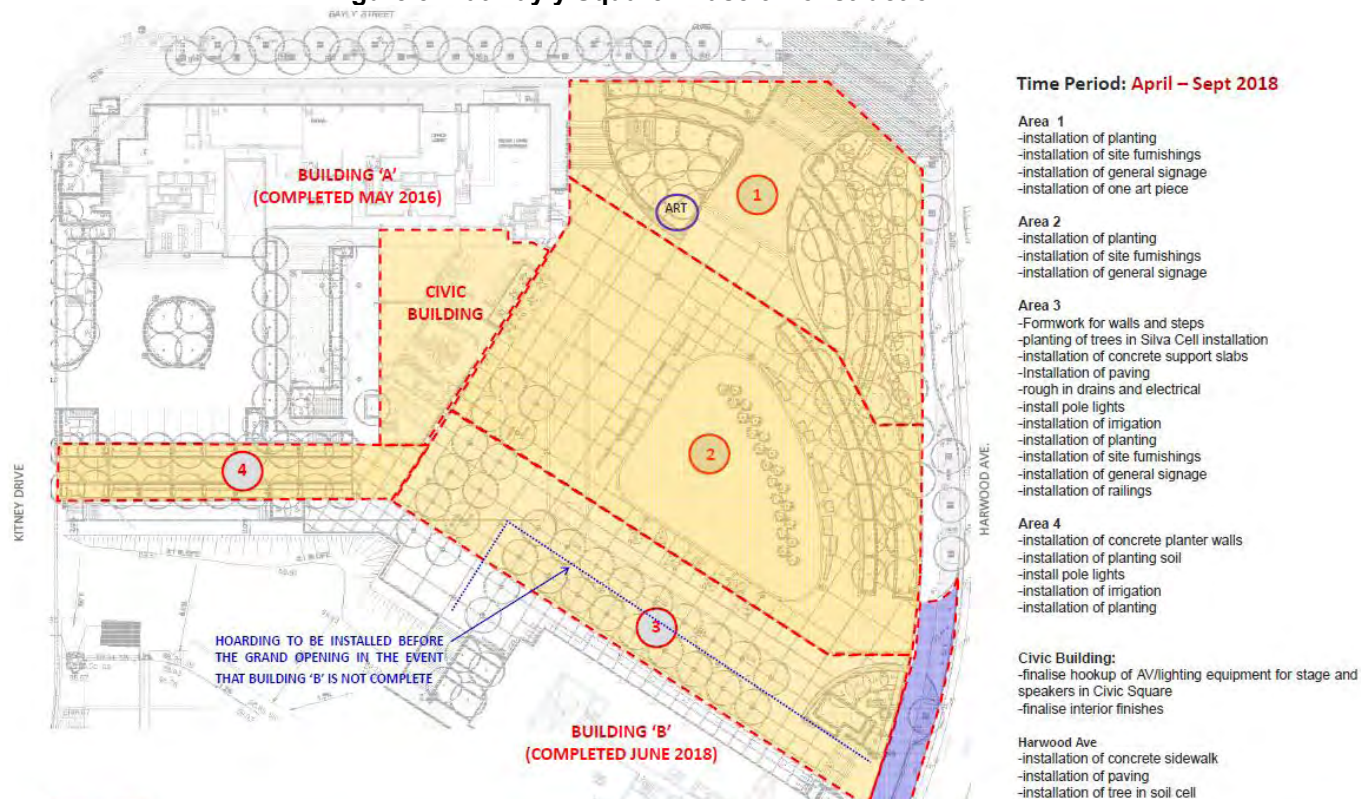 BAYLY STREET
BUILDING 'A'
(COMPLETED MAY 2016)
CIVIC
BUILDING
ART
1
2
3
4
KITNEY DRIVE
HARWOOD AVE.
HOARDING TO BE INSTALLED BEFORE
THE GRAND OPENING IN THE EVENT
THAT BUILDING 'B' IS NOT COMPLETE
BUILDING 'B'
(COMPLETED JUNE 2018)
Time Period: April – Sept 2018
Area 1
-installation of planting
-installation of site furnishings
-installation of general signage
-installation of one art piece
Area 2
-installation of planting
-installation of site furnishings
-installation of general signage
Area 3
-Formwork for walls and steps
-planting of trees in Silva Cell installation
-installation of concrete support slabs
-Installation of paving
-rough in drains and electrical
-install pole lights
-installation of irrigation
-installation of planting
-installation of site furnishings
-installation of general signage
-installation of railings
Area 4
-installation of concrete planter walls
-installation of planting soil
-install pole lights
-installation of irrigation
-installation of planting
Civic Building:
-finalise hookup of AV/lighting equipment for stage and
speakers in Civic Square
-finalise interior finishes
Harwood Ave
-installation of concrete sidewalk
-installation of paving
-installation of tree in soil cell